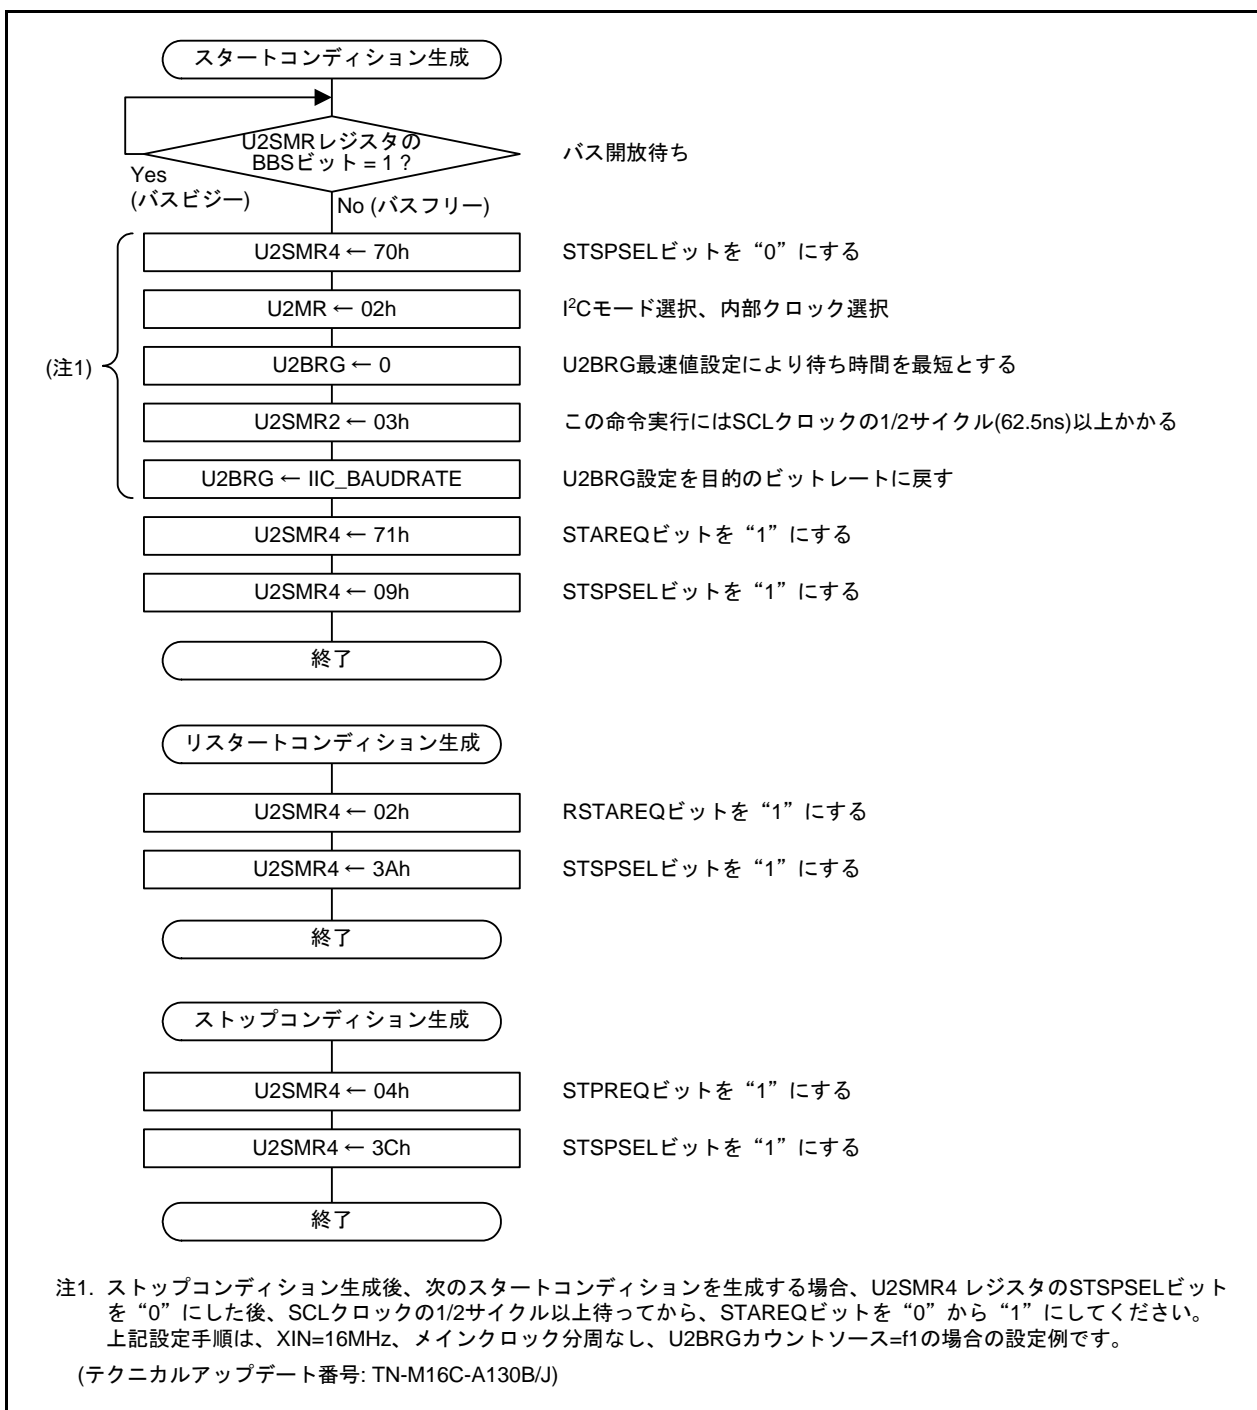 スタートコンディション生成
U2SMRレジスタの
BBSビット = 1 ?
バス開放待ち
Yes
(バスビジー)
No (バスフリー)
(注1)
U2SMR4 ← 70h
STSPSELビットを“0”にする
U2MR ← 02h
I²Cモード選択、内部クロック選択
U2BRG ← 0
U2BRG最速値設定により待ち時間を最短とする
U2SMR2 ← 03h
この命令実行にはSCLクロックの1/2サイクル(62.5ns)以上かかる
U2BRG ← IIC_BAUDRATE
U2BRG設定を目的のビットレートに戻す
U2SMR4 ← 71h
STAREQビットを“1”にする
U2SMR4 ← 09h
STSPSELビットを“1”にする
終了
リスタートコンディション生成
U2SMR4 ← 02h
RSTAREQビットを“1”にする
U2SMR4 ← 3Ah
STSPSELビットを“1”にする
終了
ストップコンディション生成
U2SMR4 ← 04h
STPREQビットを“1”にする
U2SMR4 ← 3Ch
STSPSELビットを“1”にする
終了
注1. ストップコンディション生成後、次のスタートコンディションを生成する場合、U2SMR4 レジスタのSTSPSELビット
を“0”にした後、SCLクロックの1/2サイクル以上待ってから、STAREQビットを“0”から“1”にしてください。
上記設定手順は、XIN=16MHz、メインクロック分周なし、U2BRGカウントソース=f1の場合の設定例です。
(テクニカルアップデート番号: TN-M16C-A130B/J)